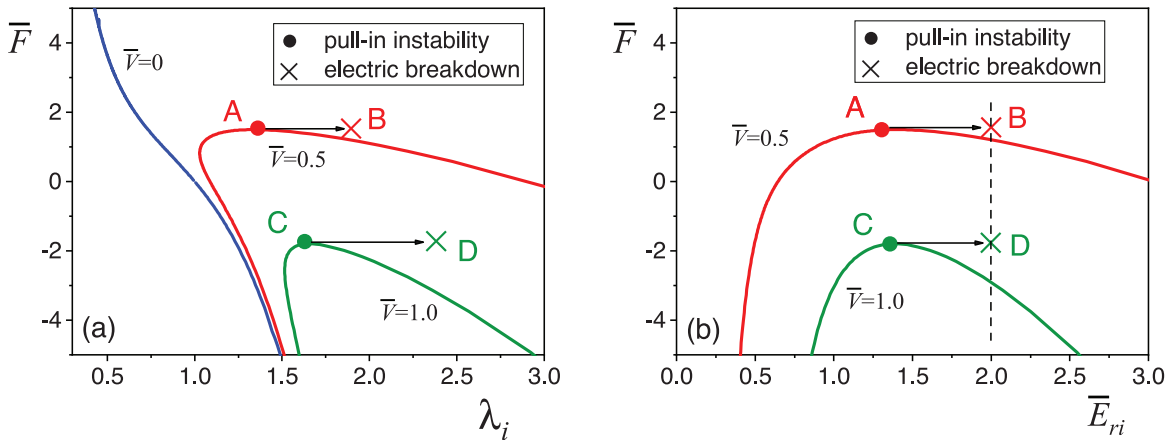 F̅
4
2
0
-2
-4
0.5
1.0
1.5
2.0
2.5
3.0
λi
(a)
pull-in instability
electric breakdown
V̅=0
A
B
V̅=0.5
C
D
V̅=1.0
F̅
4
2
0
-2
-4
0.0
0.5
1.0
1.5
2.0
2.5
3.0
E̅ri
(b)
pull-in instability
electric breakdown
A
B
V̅=0.5
C
D
V̅=1.0